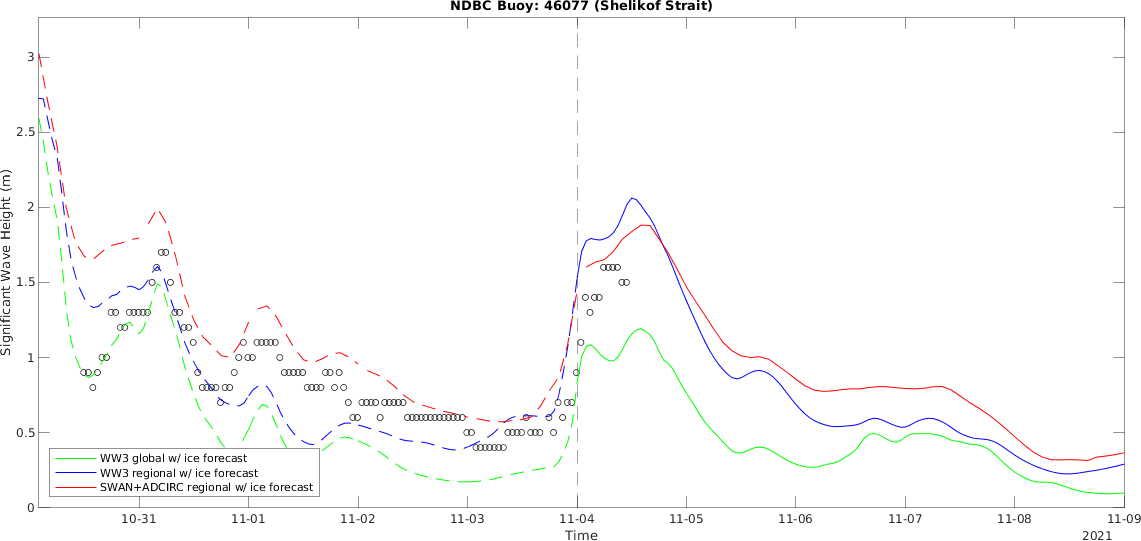 NDBC Buoy: 46077 (Shelikof Strait)
Significant Wave Height (m)
3
2.5
2
1.5
1
0.5
0
WW3 global w/ ice forecast
WW3 regional w/ ice forecast
SWAN+ADCIRC regional w/ ice forecast
10-31 11-01 11-02 11-03 11-04 11-05 11-06 11-07 11-08 11-09
Time
2021